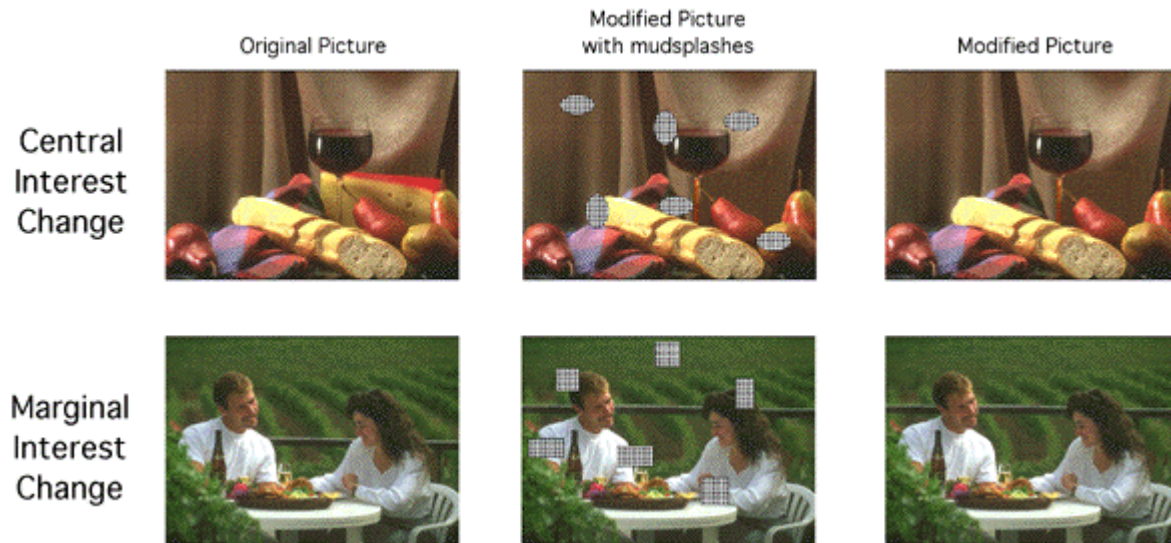 Original Picture
Modified Picture
with mudsplashes
Modified Picture
Central
Interest
Change
Marginal
Interest
Change